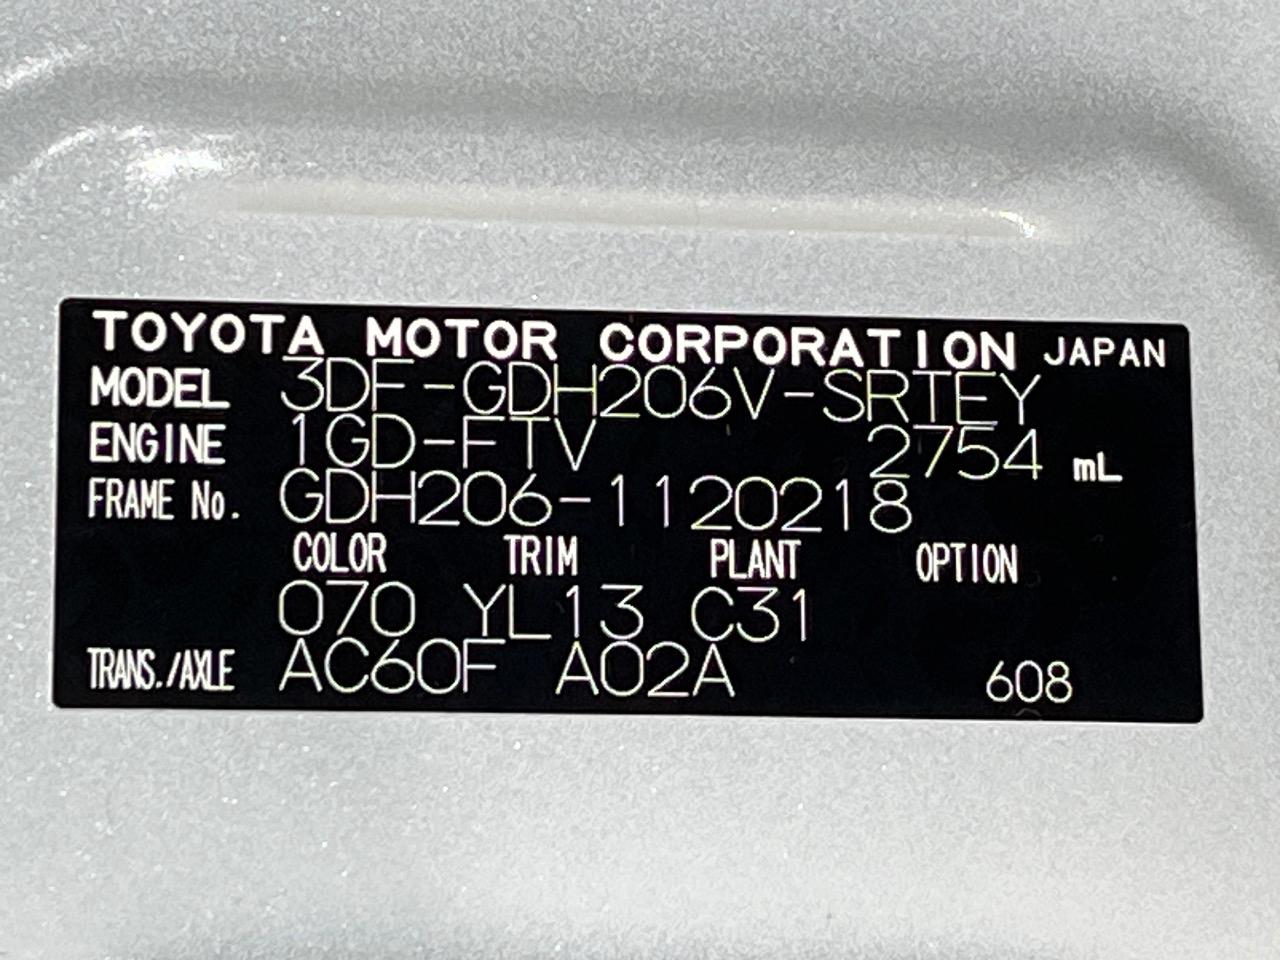 TOYOTA MOTOR CORPORATION JAPAN
MODEL 3DF-GDH206V-SRTEY
ENGINE 1GD-FTV 2754 mL
FRAME No. GDH206-1120218
COLOR TRIM PLANT OPTION
070 YL13 C31
TRANS./AXLE AC60F A02A 608